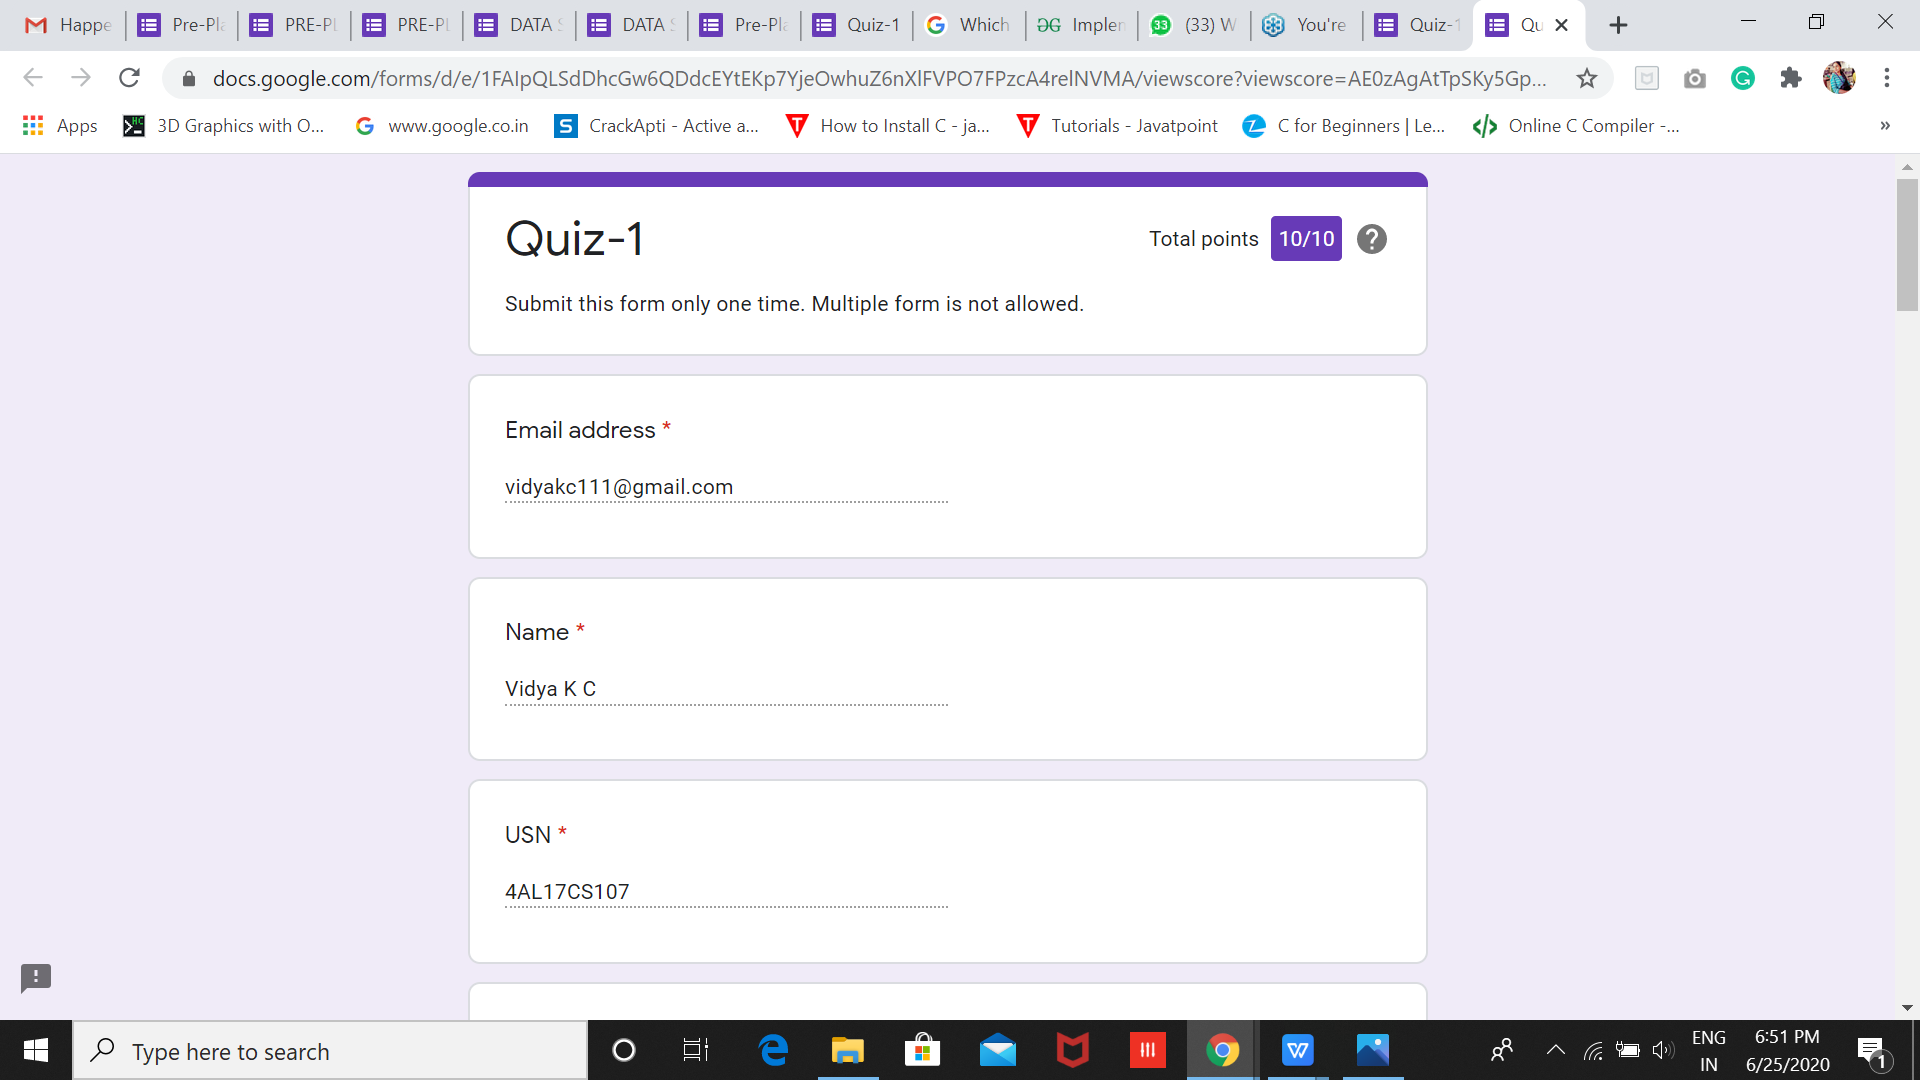 Happe
Pre-Pla
PRE-PL
PRE-PL
DATA S
DATA S
Pre-Pla
Quiz-1
Which
Implen
(33) W
You're
Quiz-1
Qu
docs.google.com/forms/d/e/1FAIpQLSdDhcGw6QDdcEYtEKp7YjeOwhuZ6nXlFVPO7FPzcA4relNVMA/viewscore?viewscore=AE0zAgAtTpSKy5Gp...
Apps
3D Graphics with O...
www.google.co.in
CrackApti - Active a...
How to Install C - ja...
Tutorials - Javatpoint
C for Beginners | Le...
Online C Compiler -...
»
Quiz-1
Total points 10/10
Submit this form only one time. Multiple form is not allowed.
Email address *
vidyakc111@gmail.com
Name *
Vidya K C
USN *
4AL17CS107
Type here to search
ENG
IN
6:51 PM
6/25/2020
1